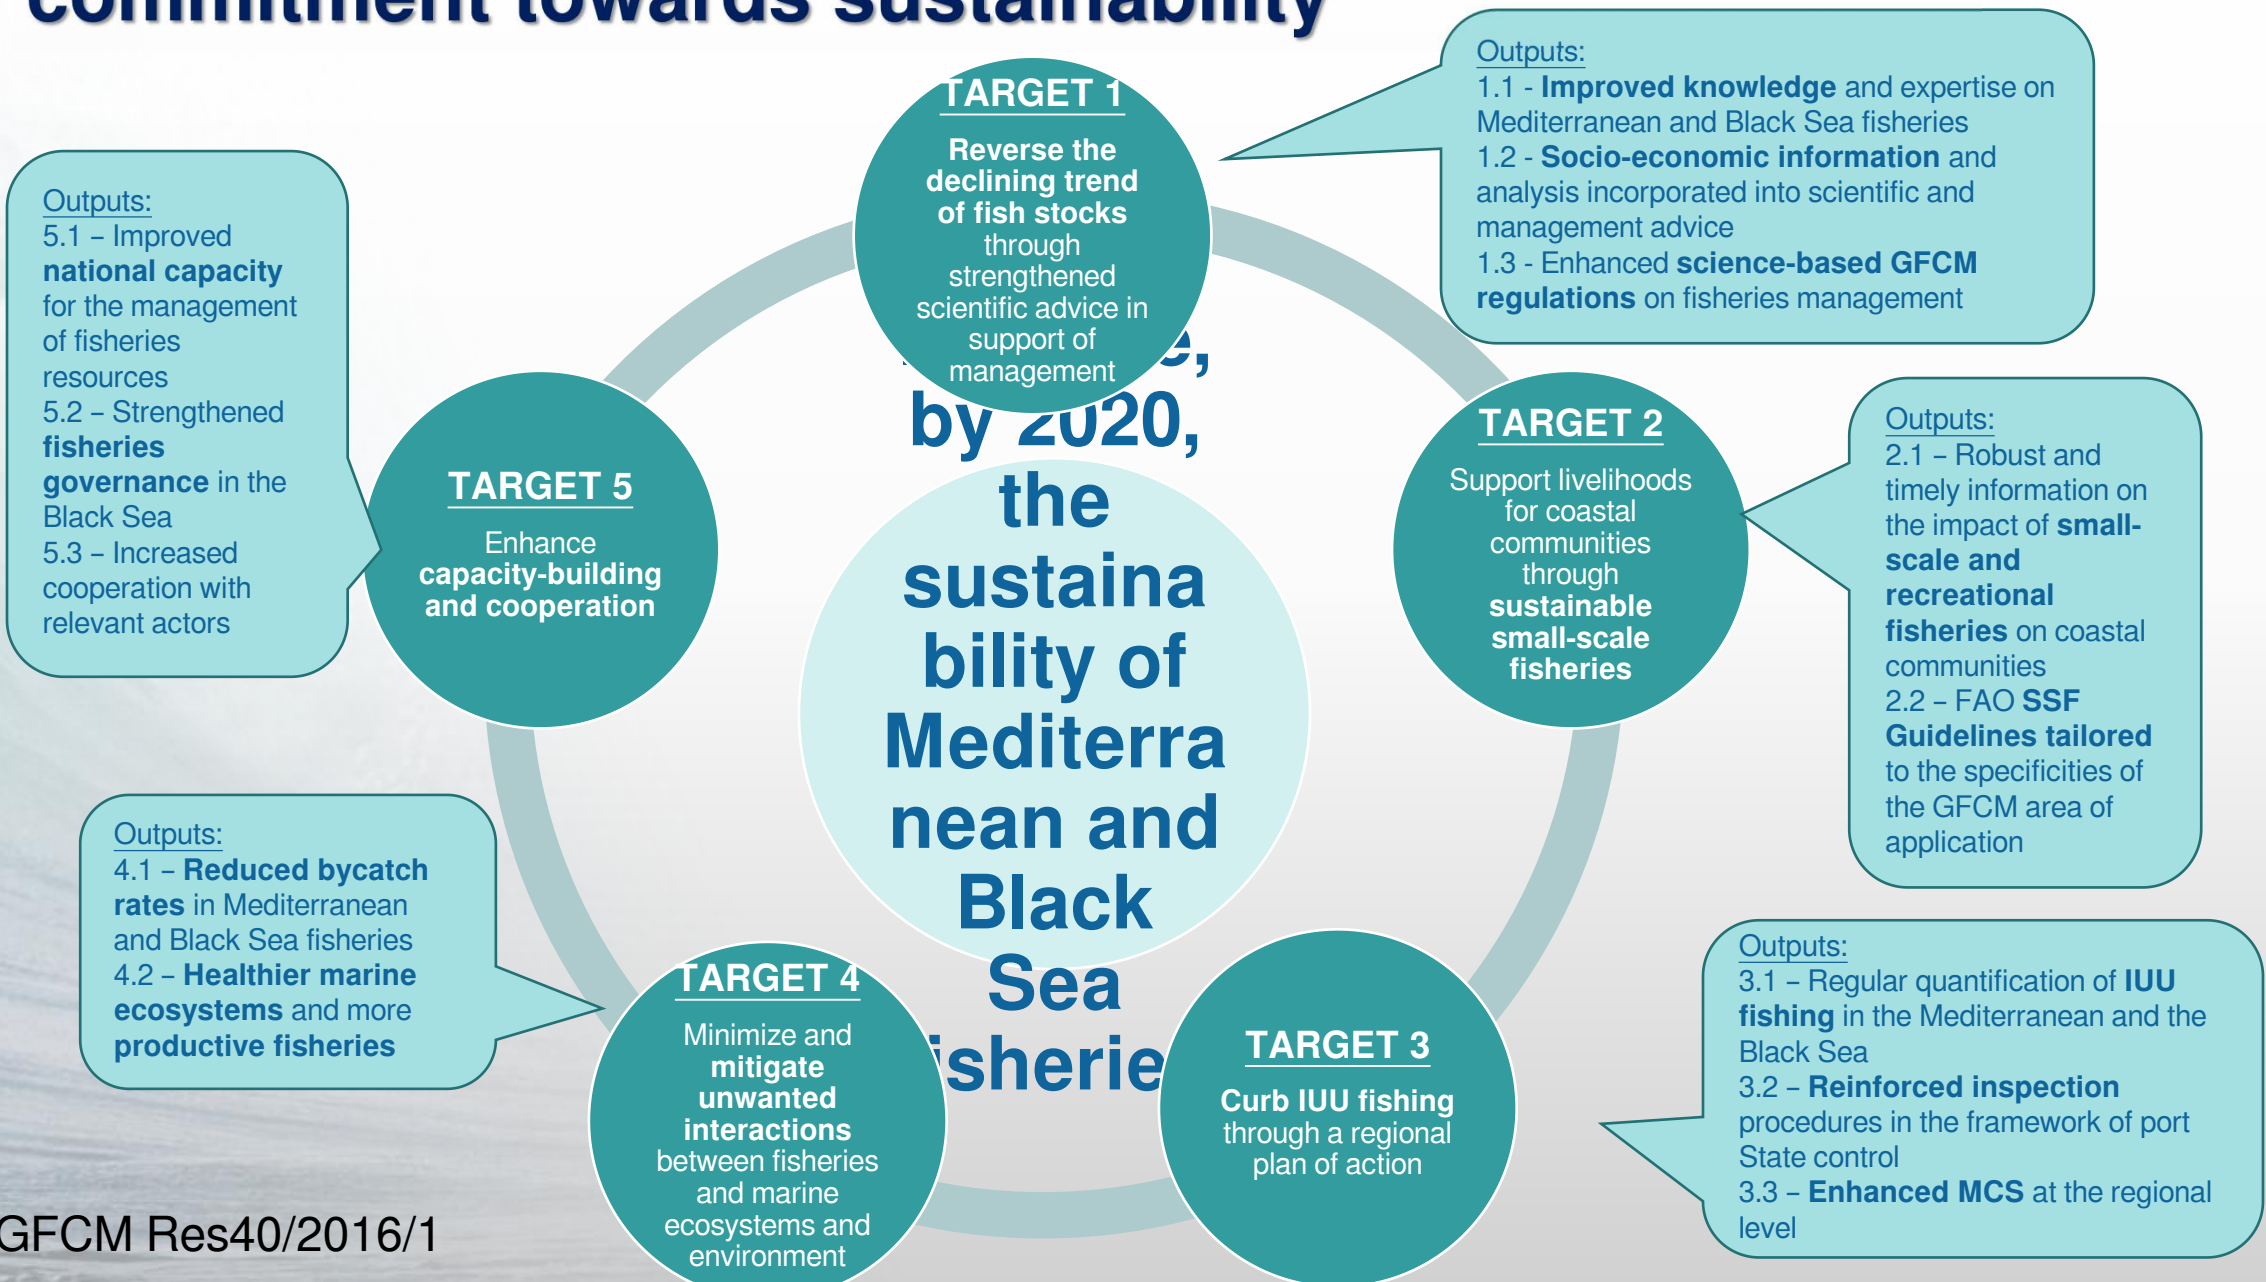 commitment towards sustainability
TARGET 1
Reverse the
declining trend
of fish stocks
through
strengthened
scientific advice in
support of
management
Outputs:
1.1 - Improved knowledge and expertise on
Mediterranean and Black Sea fisheries
1.2 - Socio-economic information and
analysis incorporated into scientific and
management advice
1.3 - Enhanced science-based GFCM
regulations on fisheries management
Outputs:
5.1 – Improved
national capacity
for the management
of fisheries
resources
5.2 – Strengthened
fisheries
governance in the
Black Sea
5.3 – Increased
cooperation with
relevant actors
TARGET 5
Enhance
capacity-building
and cooperation
by 2020,
the
sustaina
bility of
Mediterra
nean and
Black
Sea
isherie
TARGET 2
Support livelihoods
for coastal
communities
through
sustainable
small-scale
fisheries
Outputs:
2.1 – Robust and
timely information on
the impact of small-
scale and
recreational
fisheries on coastal
communities
2.2 – FAO SSF
Guidelines tailored
to the specificities of
the GFCM area of
application
Outputs:
4.1 – Reduced bycatch
rates in Mediterranean
and Black Sea fisheries
4.2 – Healthier marine
ecosystems and more
productive fisheries
TARGET 4
Minimize and
mitigate
unwanted
interactions
between fisheries
and marine
ecosystems and
environment
TARGET 3
Curb IUU fishing
through a regional
plan of action
Outputs:
3.1 – Regular quantification of IUU
fishing in the Mediterranean and the
Black Sea
3.2 – Reinforced inspection
procedures in the framework of port
State control
3.3 – Enhanced MCS at the regional
level
GFCM Res40/2016/1